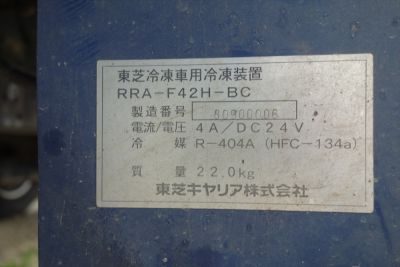 東芝冷凍車用冷凍装置
RRA-F42H-BC
製造番号 80900006
電流/電圧 4A/DC24V
冷 媒 R-404A (HFC-134a)
質 量 22.0kg
東芝キヤリア株式会社